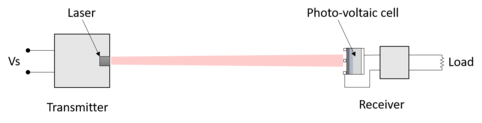 Laser
Photo-voltaic cell
Vs
Load
Transmitter
Receiver